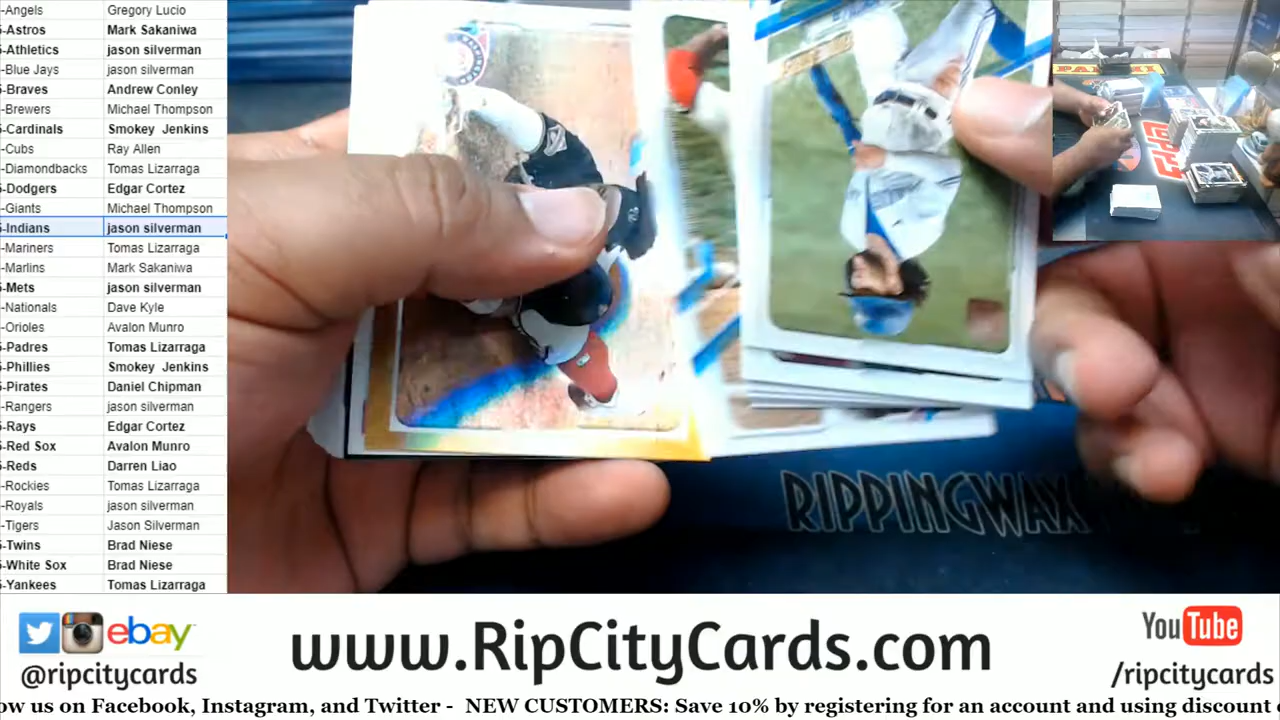 -Angels Gregory Lucio
-Astros Mark Sakaniwa
-Athletics jason silverman
-Blue Jays jason silverman
-Braves Andrew Conley
-Brewers Michael Thompson
-Cardinals Smokey Jenkins
-Cubs Ray Allen
-Diamondbacks Tomas Lizarraga
-Dodgers Edgar Cortez
-Giants Michael Thompson
-Indians jason silverman
-Mariners Tomas Lizarraga
-Marlins Mark Sakaniwa
-Mets jason silverman
-Nationals Dave Kyle
-Orioles Avalon Munro
-Padres Tomas Lizarraga
-Phillies Smokey Jenkins
-Pirates Daniel Chipman
-Rangers jason silverman
-Rays Edgar Cortez
-Red Sox Avalon Munro
-Reds Darren Liao
-Rockies Tomas Lizarraga
-Royals jason silverman
-Tigers Jason Silverman
-Twins Brad Niese
-White Sox Brad Niese
-Yankees Tomas Lizarraga
PANINI
RIPPINGWAX
ebay
@ripcitycards
www.RipCityCards.com
YouTube
/ripcitycards
ow us on Facebook, Instagram, and Twitter - NEW CUSTOMERS: Save 10% by registering for an account and using discount